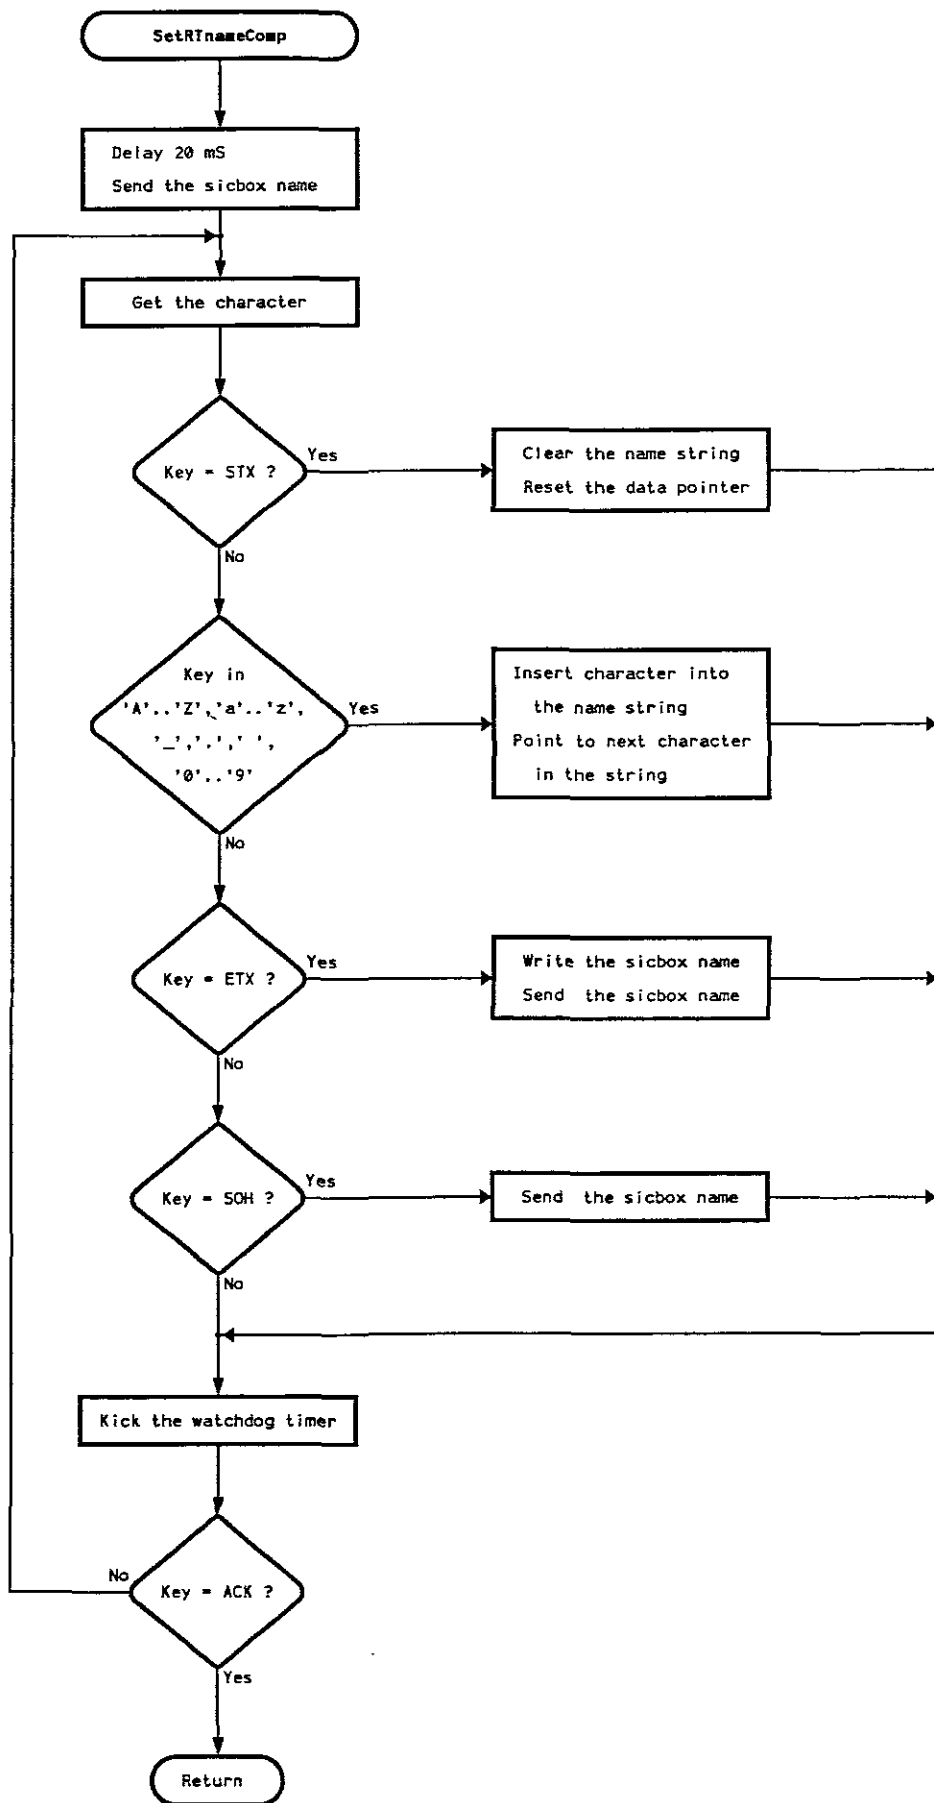 SetRTnameComp
Delay 20 mS
Send the sicbox name
Get the character
Key = STX ?
Yes
Clear the name string
Reset the data pointer
No
Key in
'A'..'Z','a'..'z',
'_','.',' ',
'0'..'9'
Yes
Insert character into
the name string
Point to next character
in the string
No
Key = ETX ?
Yes
Write the sicbox name
Send the sicbox name
No
Key = SOH ?
Yes
Send the sicbox name
No
Kick the watchdog timer
No
Key = ACK ?
Yes
Return